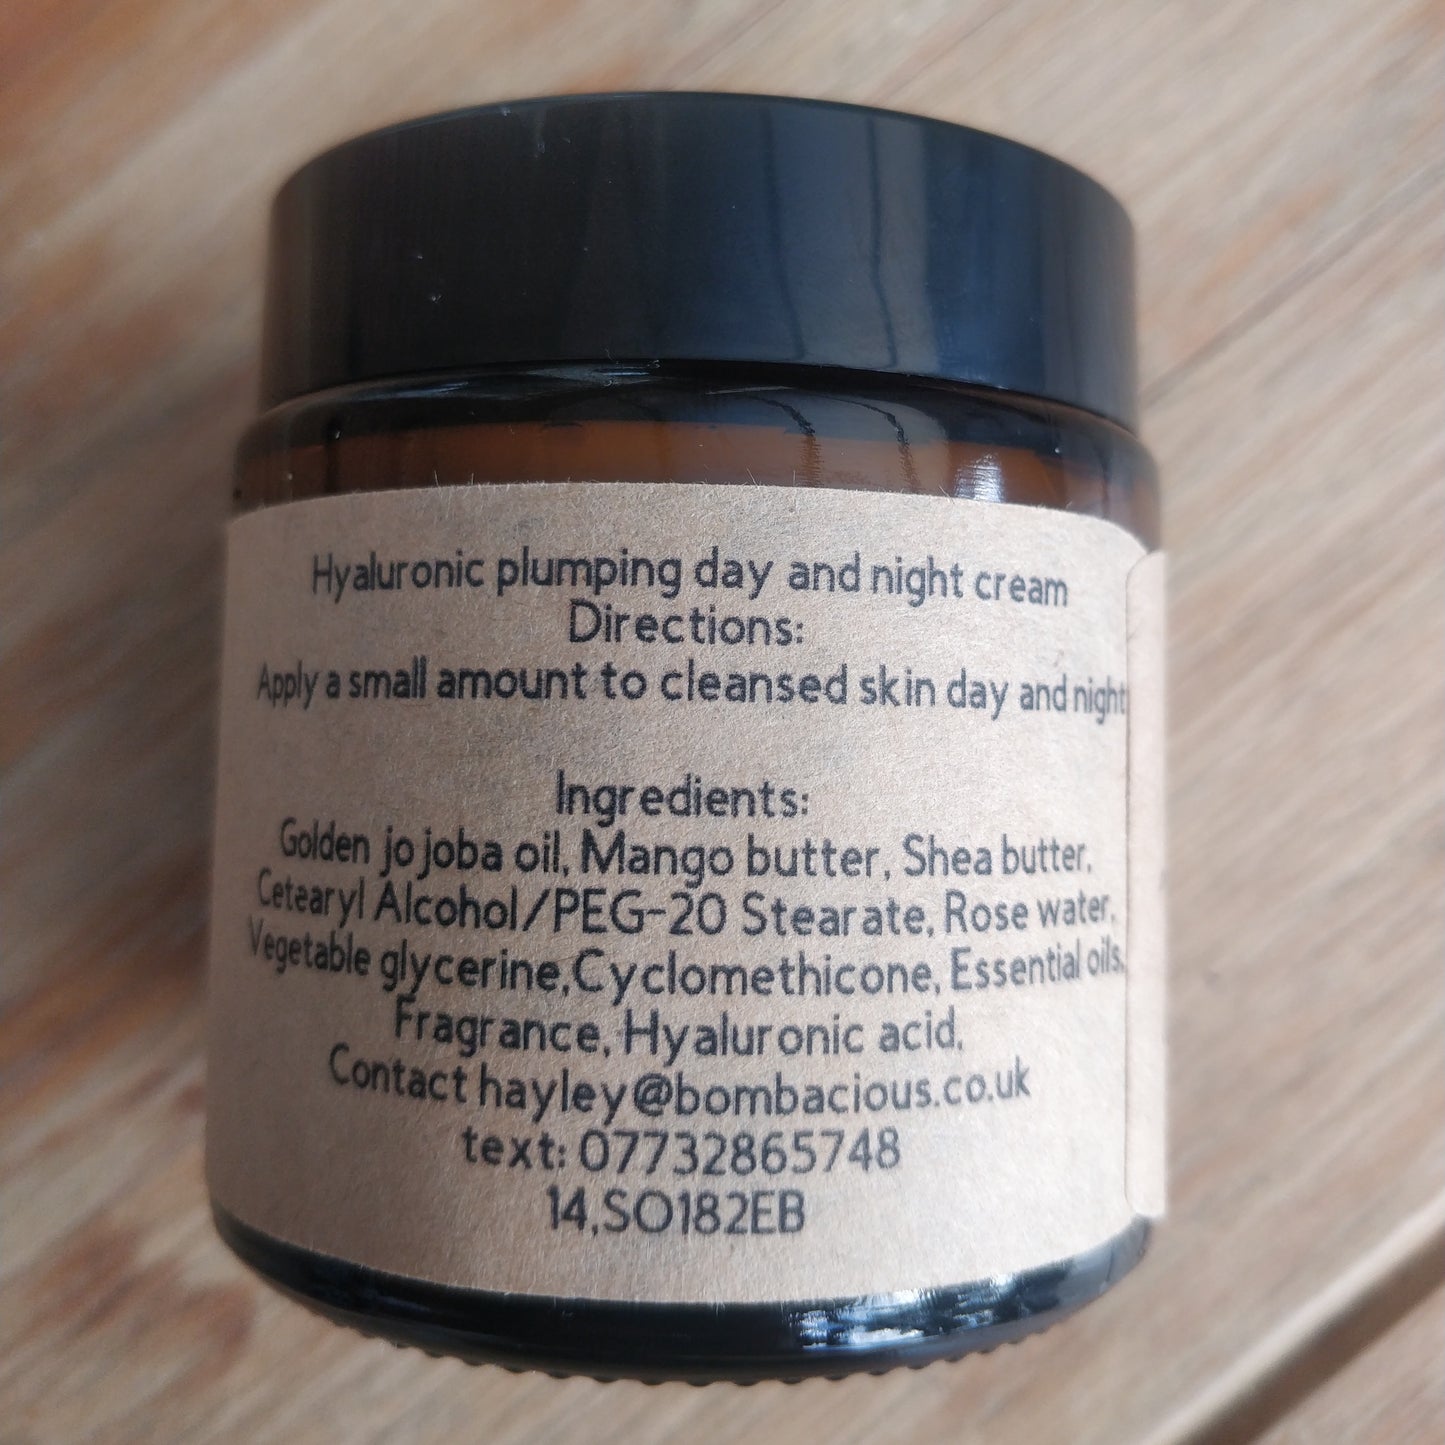 Hyaluronic plumping day and night cream
Directions:
Apply a small amount to cleansed skin day and night
Ingredients:
Golden jojoba oil, Mango butter, Shea butter,
Cetearyl Alcohol/PEG-20 Stearate, Rose water,
Vegetable glycerine,Cyclomethicone, Essential oils,
Fragrance, Hyaluronic acid,
Contact hayley@bombacious.co.uk
text: 07732865748
14,SO182EB